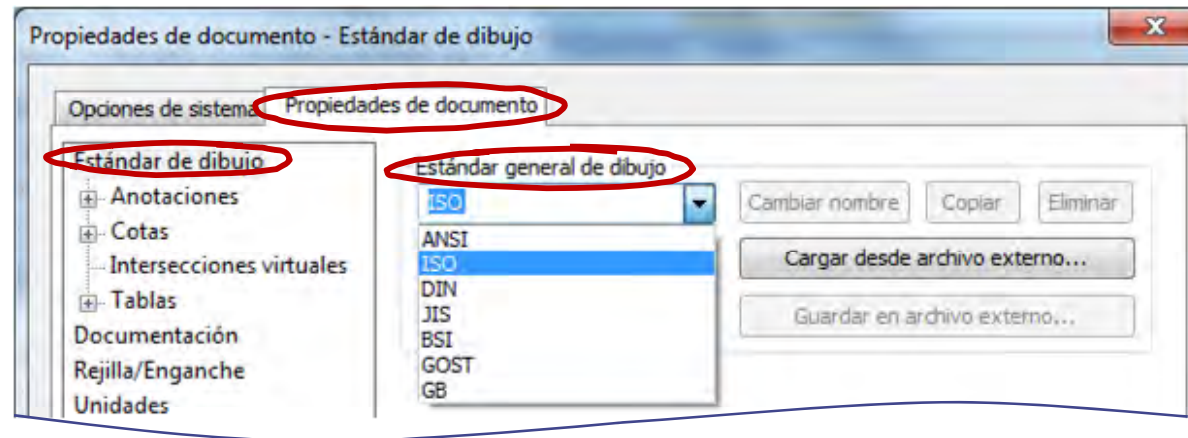 Propiedades de documento - Estándar de dibujo
Opciones de sistema
Propiedades de documento
Estándar de dibujo
Anotaciones
Cotas
Intersecciones virtuales
Tablas
Documentación
Rejilla/Enganche
Unidades
Estándar general de dibujo
ISO
ANSI
ISO
DIN
JIS
BSI
GOST
GB
Cambiar nombre
Copiar
Eliminar
Cargar desde archivo externo...
Guardar en archivo externo...